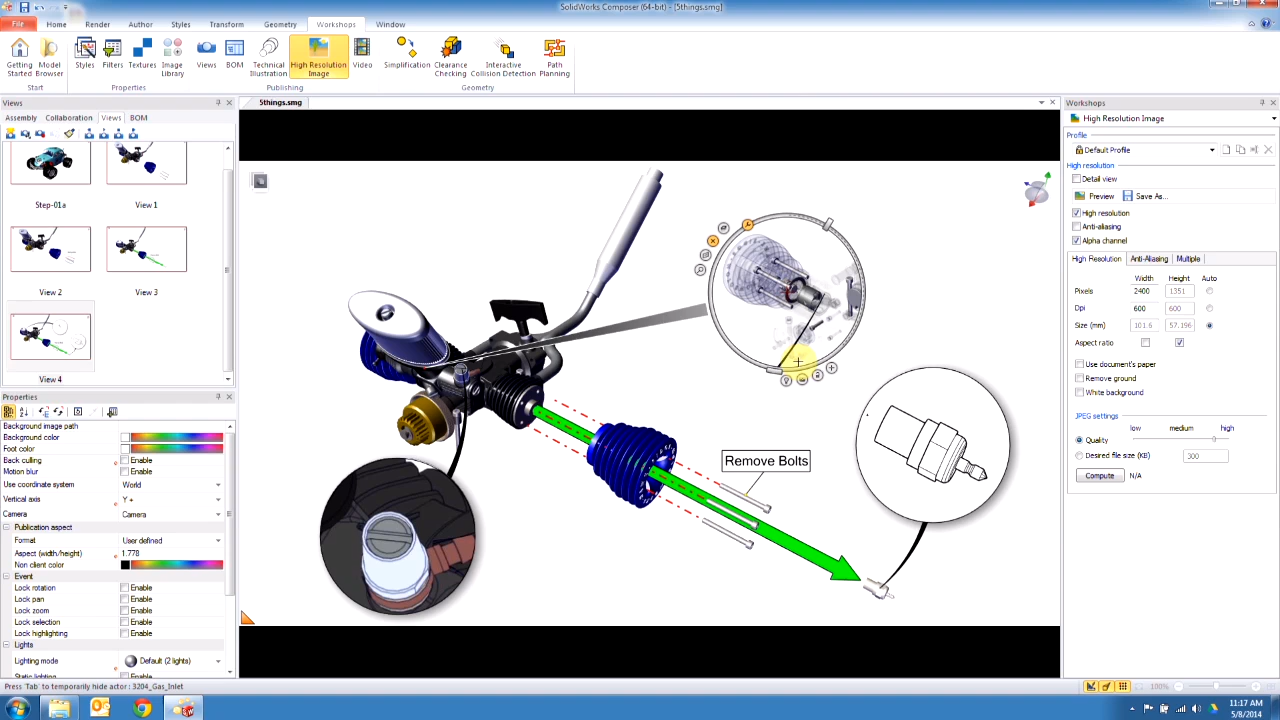 SolidWorks Composer (64-bit) - [5things.smg]
File Home Render Author Styles Transform Geometry Workshops Window
Getting Started
Model Browser
Styles
Filters
Textures
Image Library
Views
BOM
Technical Illustration
High Resolution Image
Video
Simplification
Clearance Checking
Interactive Collision Detection
Path Planning
Start Properties Publishing Geometry
Views
5things.smg
Assembly Collaboration Views BOM
Step-01a View 1
View 2 View 3
View 4
Properties
Background image path
Background color
Foot color
Back culling Enable
Motion blur Enable
Use coordinate system World
Vertical axis Y +
Camera Camera
Publication aspect
Format User defined
Aspect (width/height) 1.778
Non client color
Event
Lock rotation Enable
Lock pan Enable
Lock zoom Enable
Lock selection Enable
Lock highlighting Enable
Lights
Lighting mode Default (2 lights)
Static lighting Enable
Remove Bolts
Workshops
High Resolution Image
Profile
Default Profile
High resolution
Detail view
Preview Save As...
High resolution
Anti-aliasing
Alpha channel
High Resolution Anti-Aliasing Multiple
Width Height Auto
Pixels 2400 1351
Dpi 600 600
Size (mm) 101.6 57.196
Aspect ratio
Use document's paper
Remove ground
White background
JPEG settings
low medium high
Quality
Desired file size (KB) 300
Compute N/A
Press 'Tab' to temporarily hide actor : 3204_Gas_Inlet
100%
11:17 AM
5/8/2014